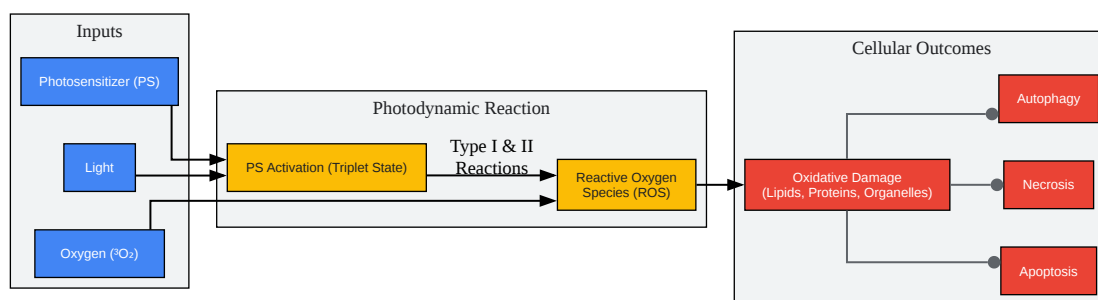 Inputs
Photosensitizer (PS)
Light
Oxygen (³O₂)
Photodynamic Reaction
PS Activation (Triplet State)
Type I & II
Reactions
Reactive Oxygen
Species (ROS)
Cellular Outcomes
Oxidative Damage
(Lipids, Proteins, Organelles)
Autophagy
Necrosis
Apoptosis